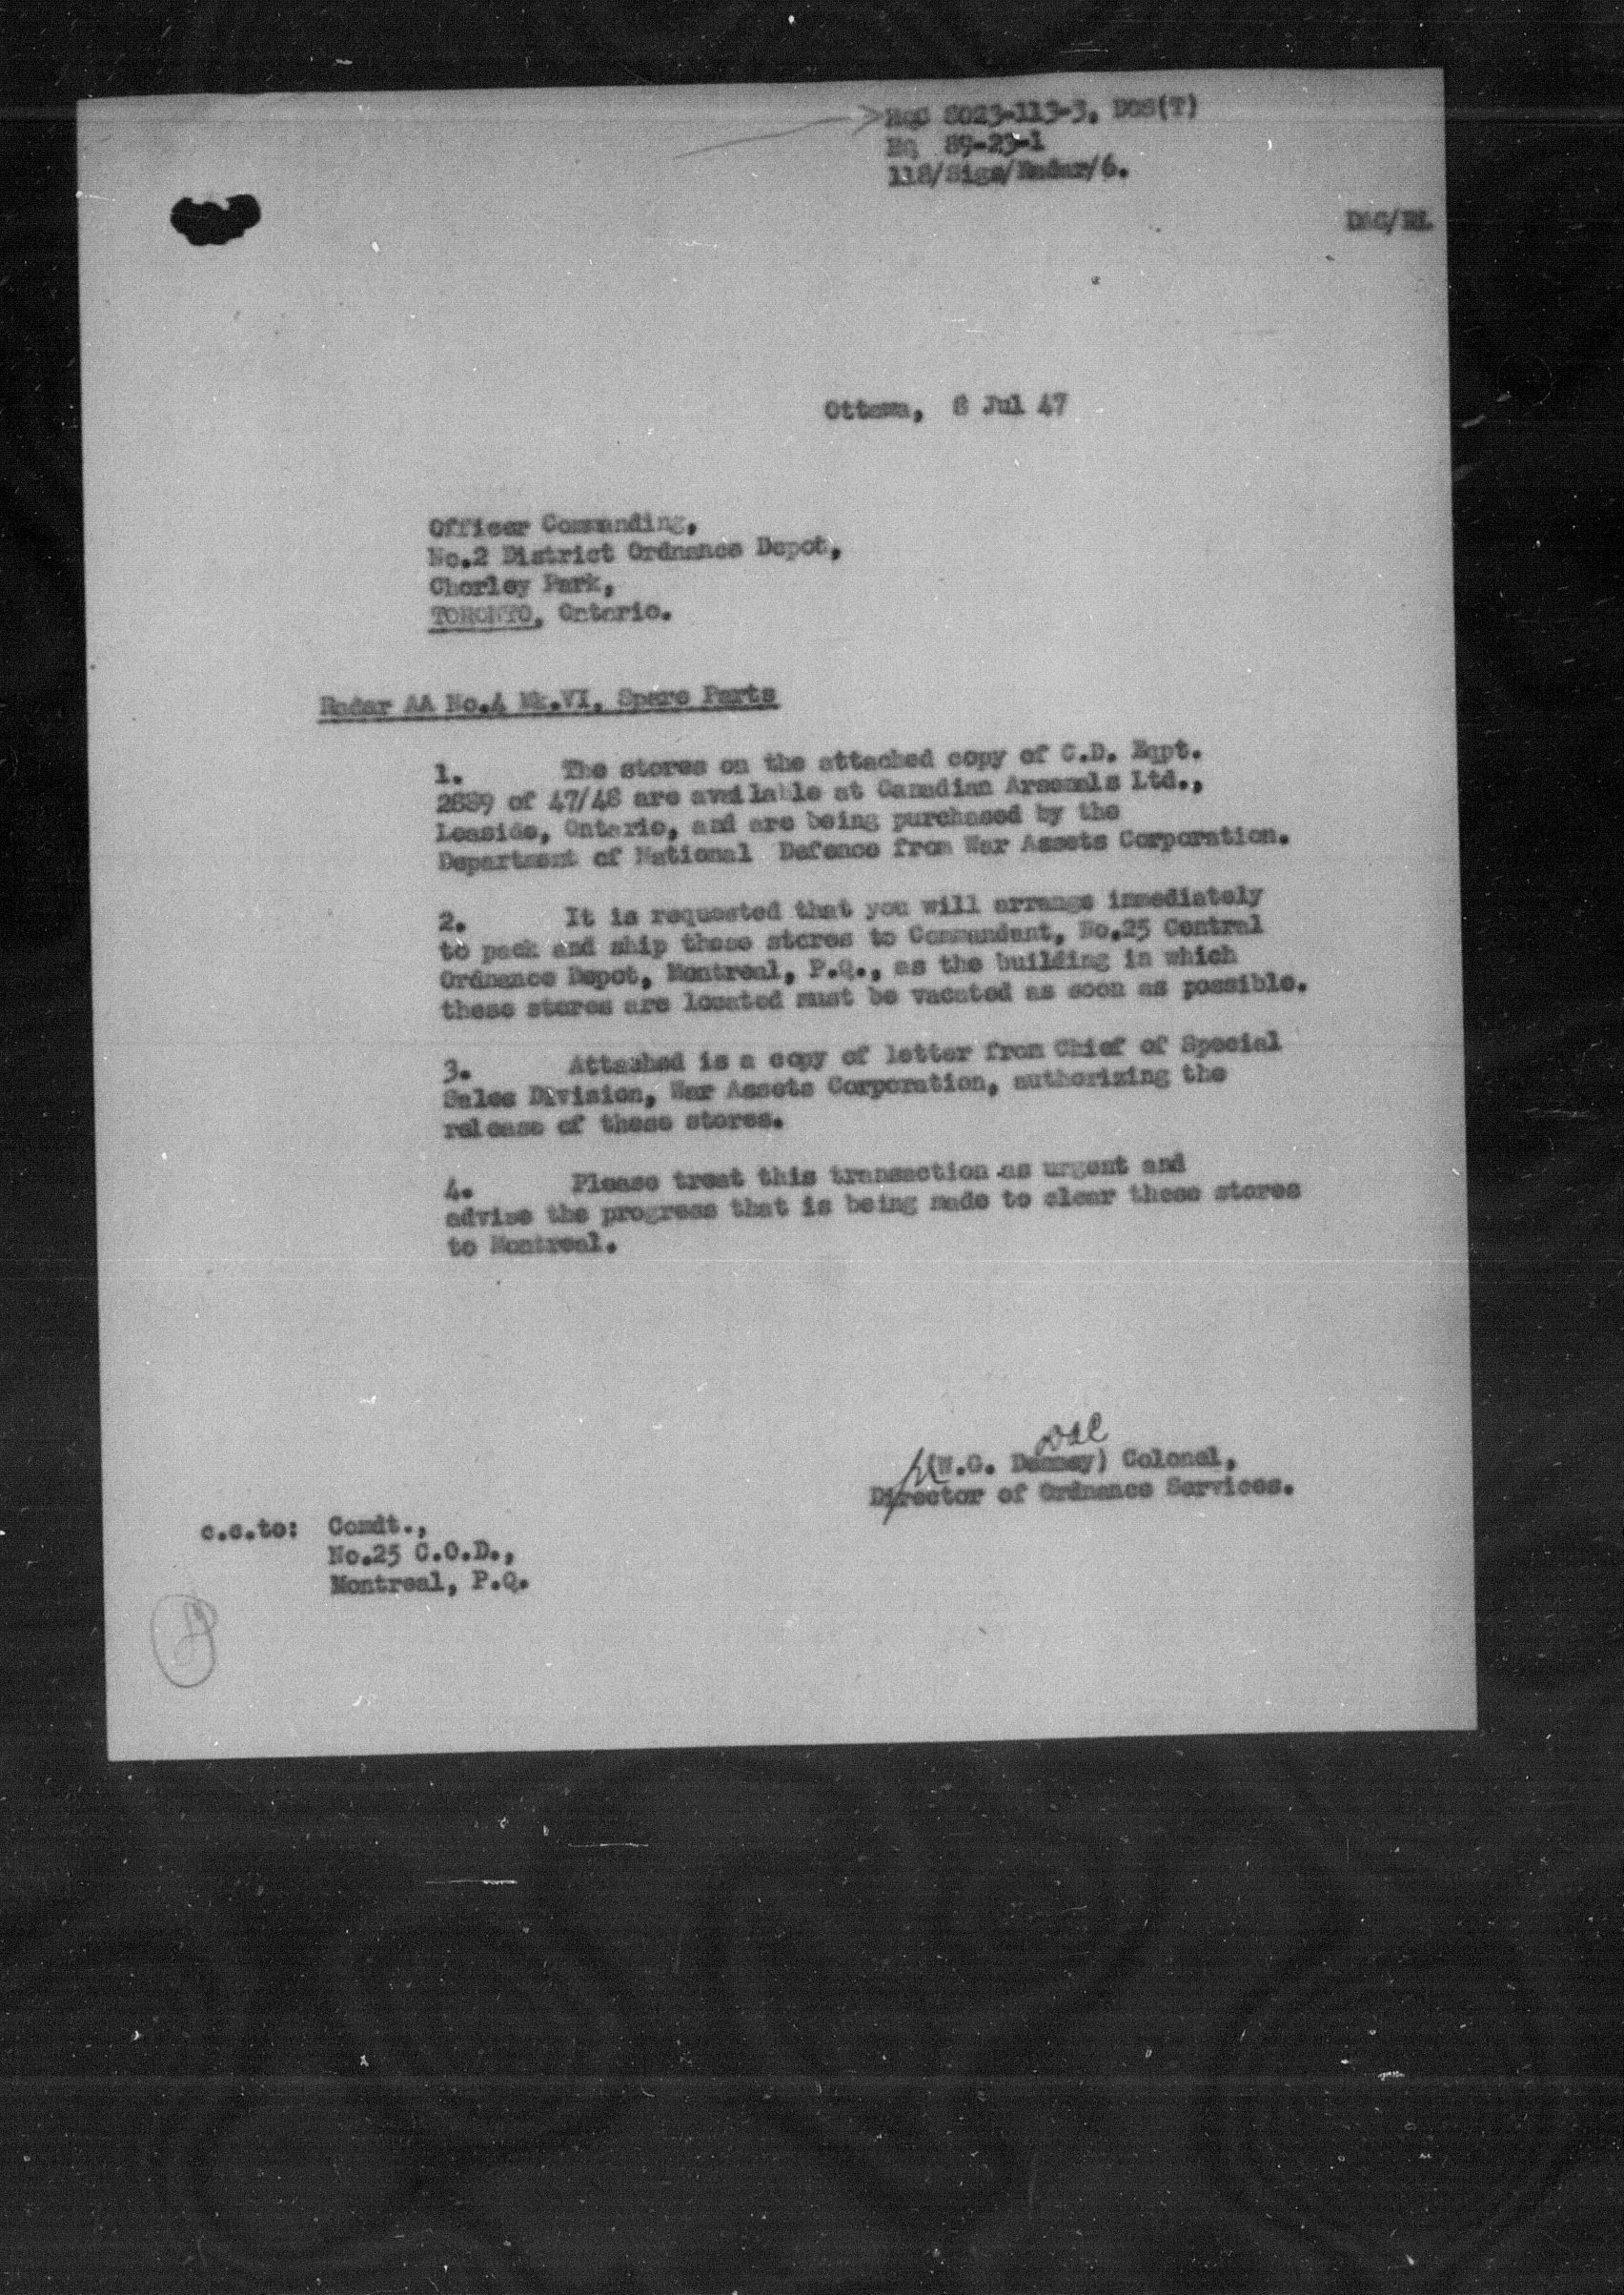 HQC 8023-113-3, DOS(T)
HQ 89-23-1
118/Sigs/Radar/6.
Ottawa, 8 Jul 47
Officer Commanding,
No.2 District Ordnance Depot,
Chorley Park,
TORONTO, Ontario.
Radar AA No.4 Mk.VI, Spare Parts
1. The stores on the attached copy of C.D. Eqpt.
2889 of 47/48 are available at Canadian Arsenals Ltd.,
Leaside, Ontario, and are being purchased by the
Department of National Defence from War Assets Corporation.
2. It is requested that you will arrange immediately
to pack and ship these stores to Commandant, No.25 Central
Ordnance Depot, Montreal, P.Q., as the building in which
these stores are located must be vacated as soon as possible.
3. Attached is a copy of letter from Chief of Special
Sales Division, War Assets Corporation, authorizing the
release of these stores.
4. Please treat this transaction as urgent and
advise the progress that is being made to clear these stores
to Montreal.
(W.G. Denney) Colonel,
Director of Ordnance Services.
c.c.to: Comdt.,
No.25 C.O.D.,
Montreal, P.Q.